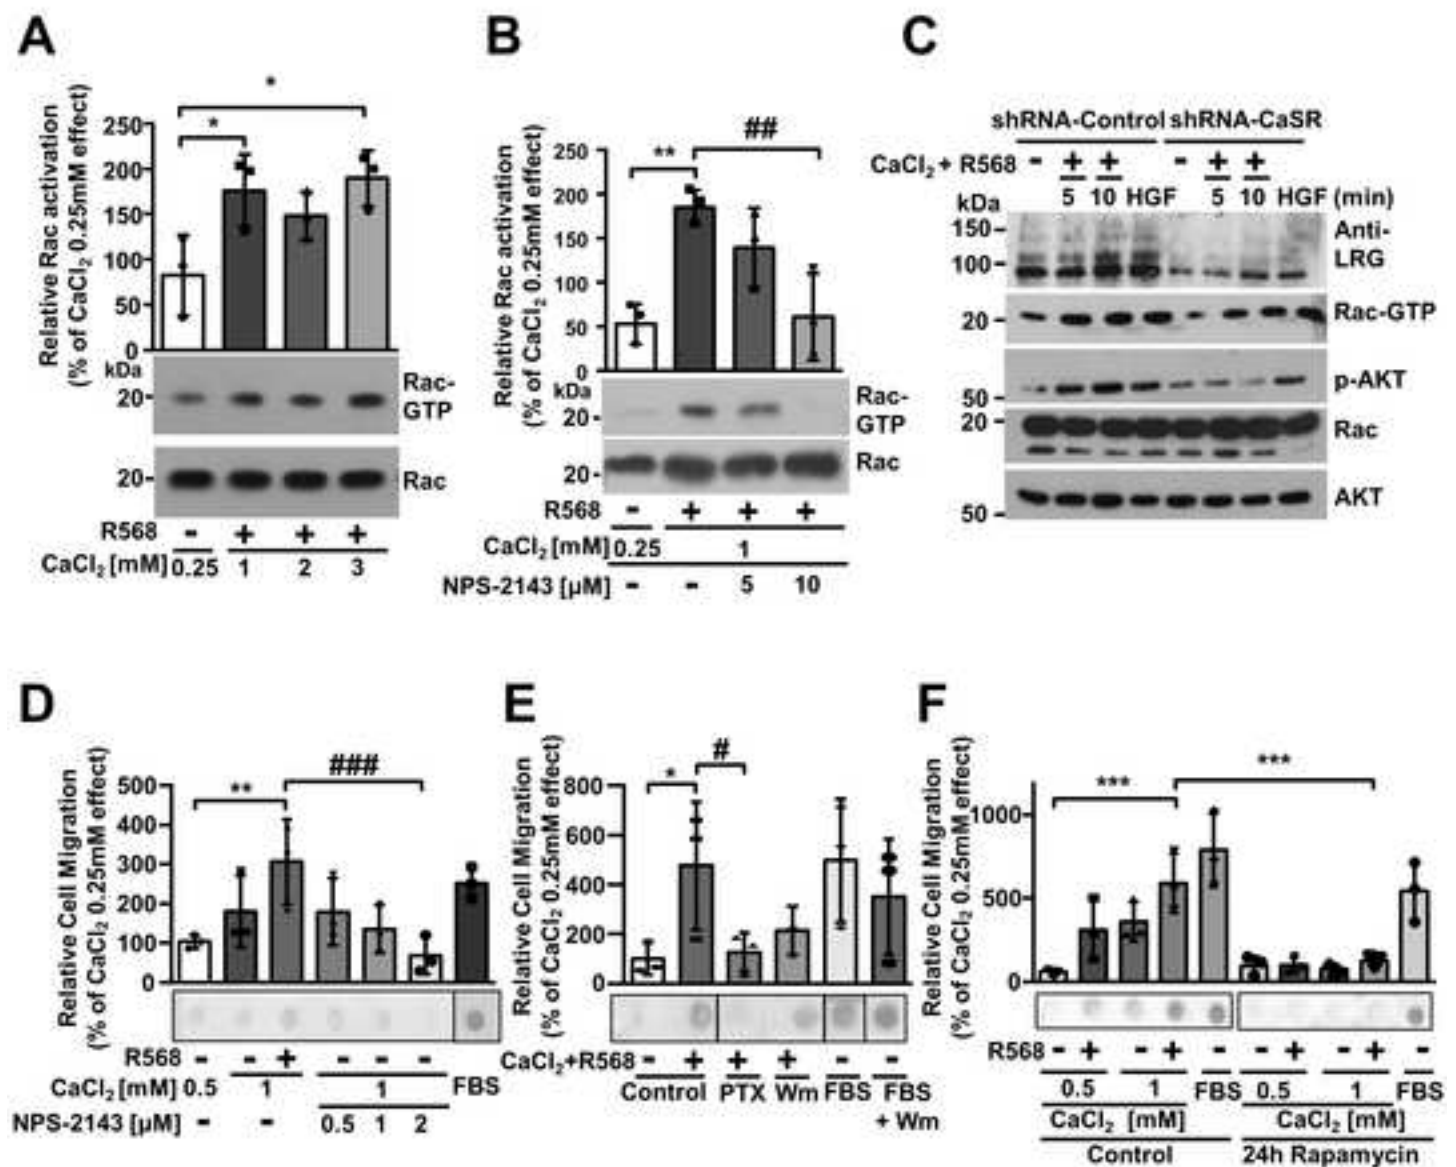 A
Relative Rac activation
(% of CaCl₂ 0.25mM effect)
*
*
250
200
150
100
50
0
kDa
20-
Rac-
GTP
20-
Rac
R568 - + + +
CaCl₂ [mM] 0.25 1 2 3
B
Relative Rac activation
(% of CaCl₂ 0.25mM effect)
##
**
250
200
150
100
50
0
kDa
20-
Rac-
GTP
20-
Rac
R568 - + + +
CaCl₂ [mM] 0.25 1
NPS-2143 [µM] - - 5 10
C
shRNA-Control shRNA-CaSR
CaCl₂ + R568 - + + - + +
kDa 5 10 HGF 5 10 HGF (min)
150-
100-
Anti-
LRG
20-
Rac-GTP
50-
p-AKT
20-
Rac
50-
AKT
D
Relative Cell Migration
(% of CaCl₂ 0.25mM effect)
###
**
500
400
300
200
100
0
R568 - - + - - - -
CaCl₂ [mM] 0.5 1 1 FBS
NPS-2143 [µM] - - 0.5 1 2
E
Relative Cell Migration
(% of CaCl₂ 0.25mM effect)
#
*
800
600
400
200
0
CaCl₂+R568 - + + + - -
Control PTX Wm FBS FBS
+ Wm
F
Relative Cell Migration
(% of CaCl₂ 0.25mM effect)
***
***
1000
500
0
R568 - + - + - - + - + -
0.5 1 FBS 0.5 1 FBS
CaCl₂ [mM] CaCl₂ [mM]
Control 24h Rapamycin